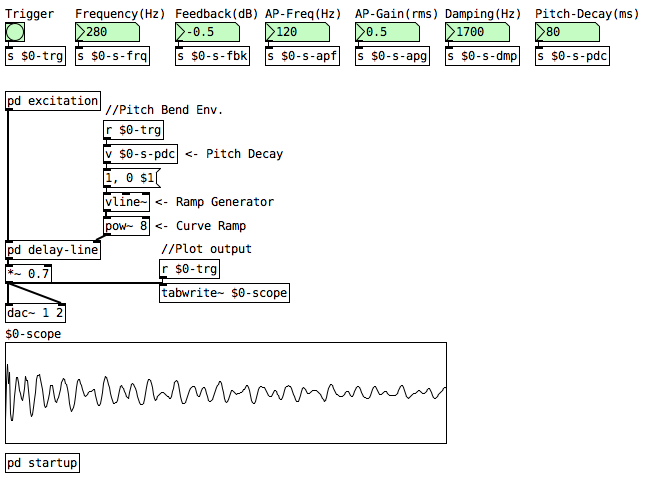 Trigger Frequency(Hz) Feedback(dB) AP-Freq(Hz) AP-Gain(rms) Damping(Hz) Pitch-Decay(ms)
280 -0.5 120 0.5 1700 80
s $0-trg s $0-s-frq s $0-s-fbk s $0-s-apf s $0-s-apg s $0-s-dmp s $0-s-pdc
pd excitation
//Pitch Bend Env.
r $0-trg
v $0-s-pdc <- Pitch Decay
1, 0 $1
vline~ <- Ramp Generator
pow~ 8 <- Curve Ramp
pd delay-line //Plot output
*~ 0.7 r $0-trg
tabwrite~ $0-scope
dac~ 1 2
$0-scope
pd startup